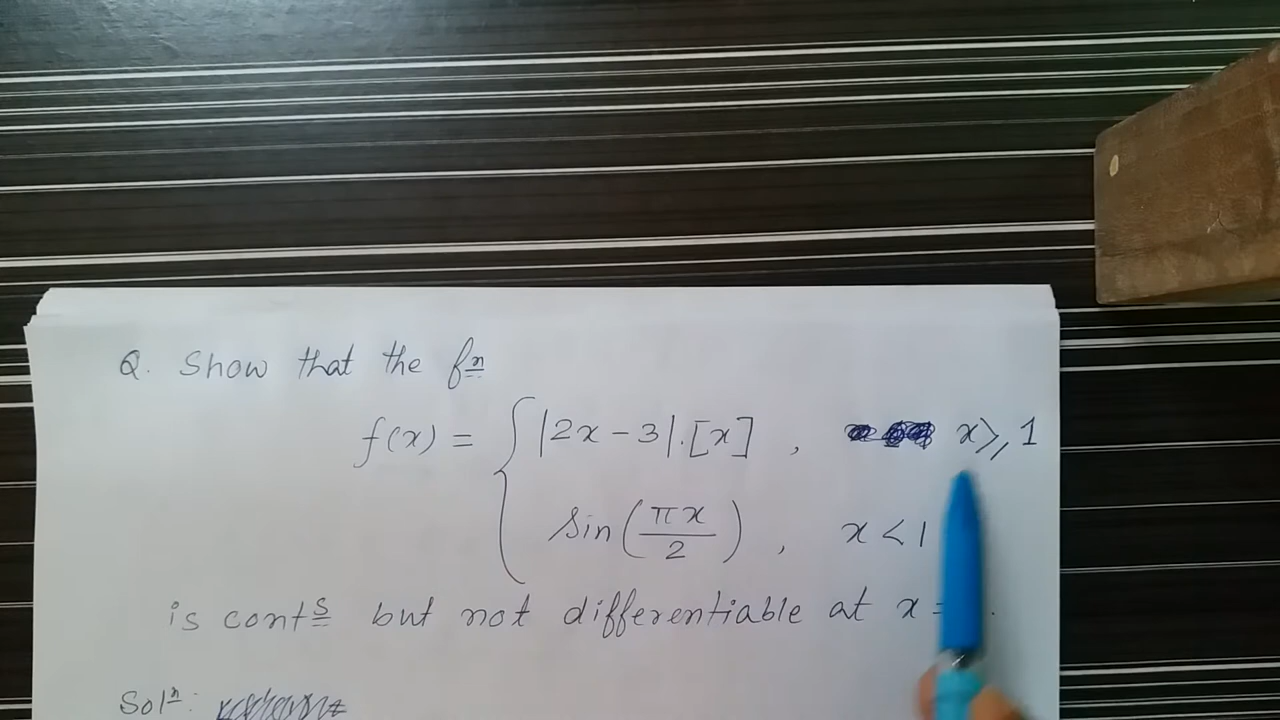 Q. Show that the fn
f(x) = { |2x-3|.[x] , x ≥ 1
sin(πx/2) , x < 1
is conts but not differentiable at x =
Soln: